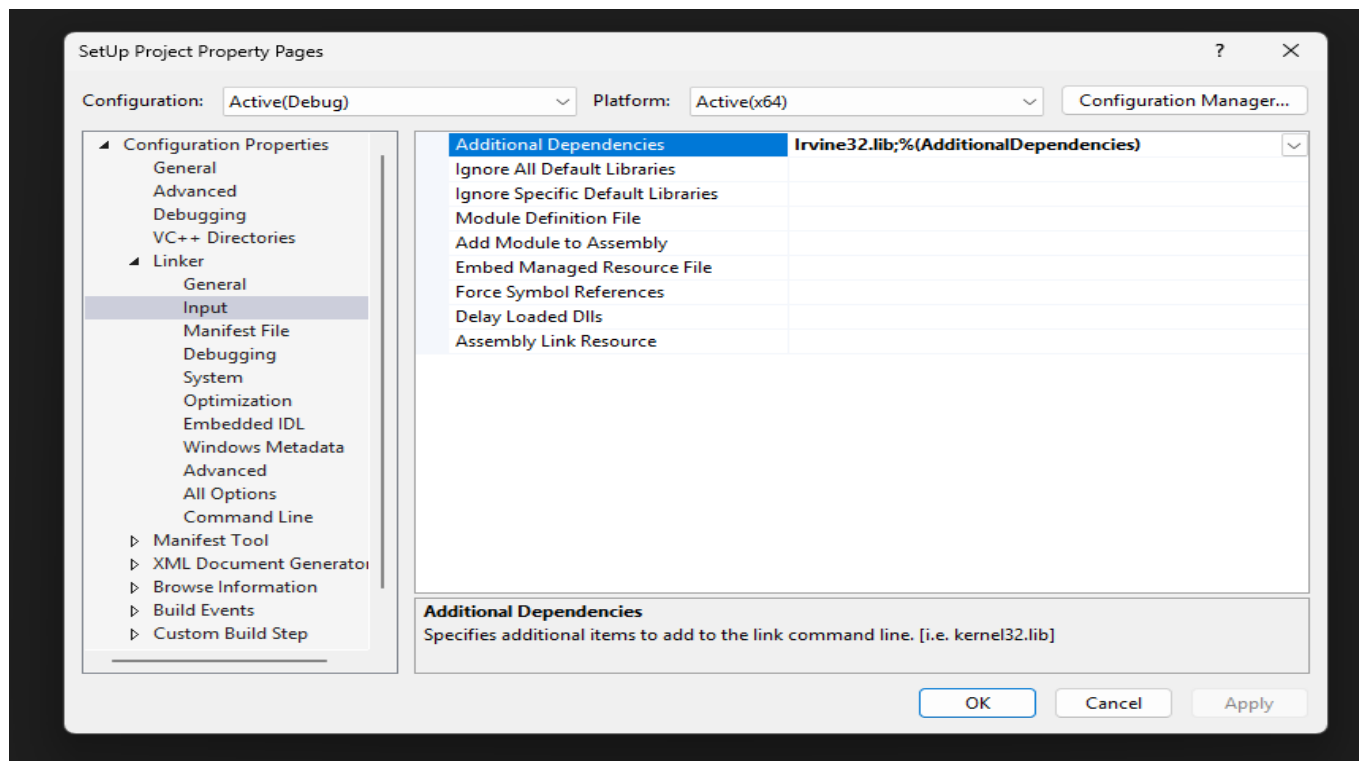 SetUp Project Property Pages ? ×
Configuration: Active(Debug) Platform: Active(x64) Configuration Manager...
Configuration Properties
General
Advanced
Debugging
VC++ Directories
Linker
General
Input
Manifest File
Debugging
System
Optimization
Embedded IDL
Windows Metadata
Advanced
All Options
Command Line
Manifest Tool
XML Document Generator
Browse Information
Build Events
Custom Build Step
Additional Dependencies Irvine32.lib;%(AdditionalDependencies)
Ignore All Default Libraries
Ignore Specific Default Libraries
Module Definition File
Add Module to Assembly
Embed Managed Resource File
Force Symbol References
Delay Loaded Dlls
Assembly Link Resource
Additional Dependencies
Specifies additional items to add to the link command line. [i.e. kernel32.lib]
OK Cancel Apply